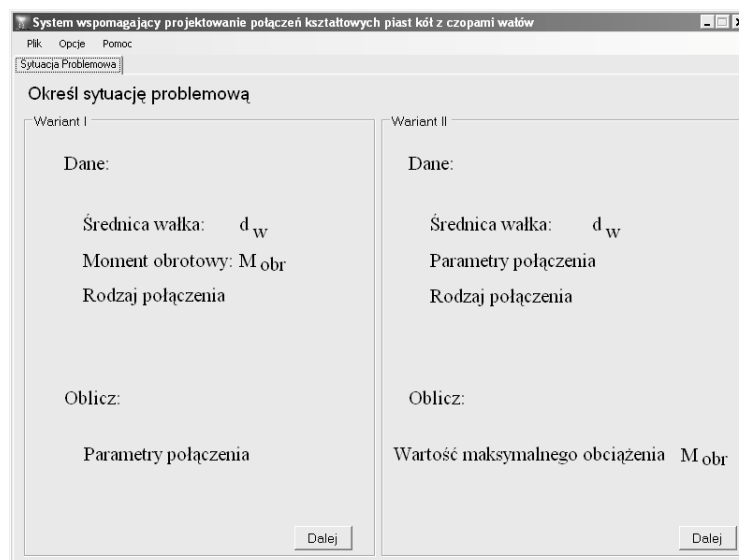 System wspomagający projektowanie połączeń kształtowych piast kół z czopami wałów
Plik Opcje Pomoc
Sytuacja Problemowa
Określ sytuację problemową
Wariant I
Dane:
Średnica wałka: d w
Moment obrotowy: M obr
Rodzaj połączenia
Oblicz:
Parametry połączenia
Dalej
Wariant II
Dane:
Średnica wałka: d w
Parametry połączenia
Rodzaj połączenia
Oblicz:
Wartość maksymalnego obciążenia M obr
Dalej